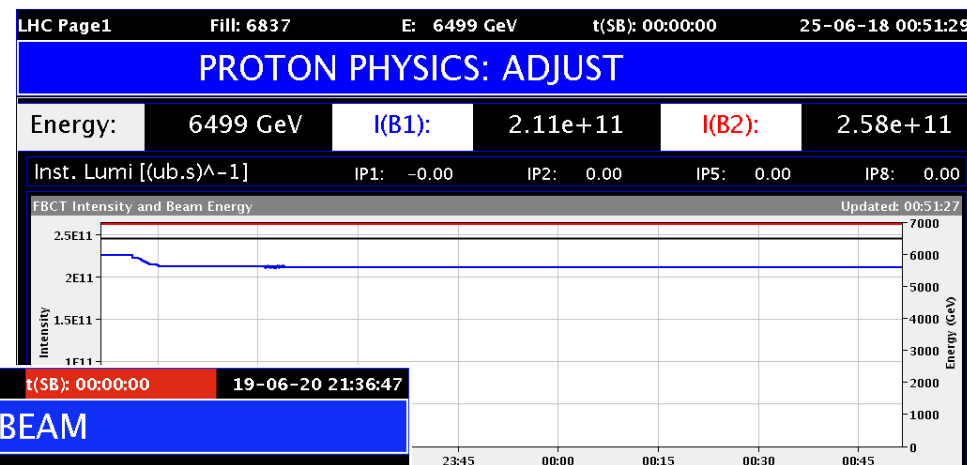 LHC Page1 Fill: 6837 E: 6499 GeV t(SB): 00:00:00 25-06-18 00:51:29
PROTON PHYSICS: ADJUST
Energy: 6499 GeV I(B1): 2.11e+11 I(B2): 2.58e+11
Inst. Lumi [(ub.s)^-1] IP1: -0.00 IP2: 0.00 IP5: 0.00 IP8: 0.00
FBCT Intensity and Beam Energy Updated: 00:51:27
2.5E11 7000
6000
2E11
5000
1.5E11 4000
Intensity Energy (GeV)
1E11 3000
2000
1000
0
t(SB): 00:00:00 19-06-20 21:36:47
BEAM
23:45 00:00 00:15 00:30 00:45